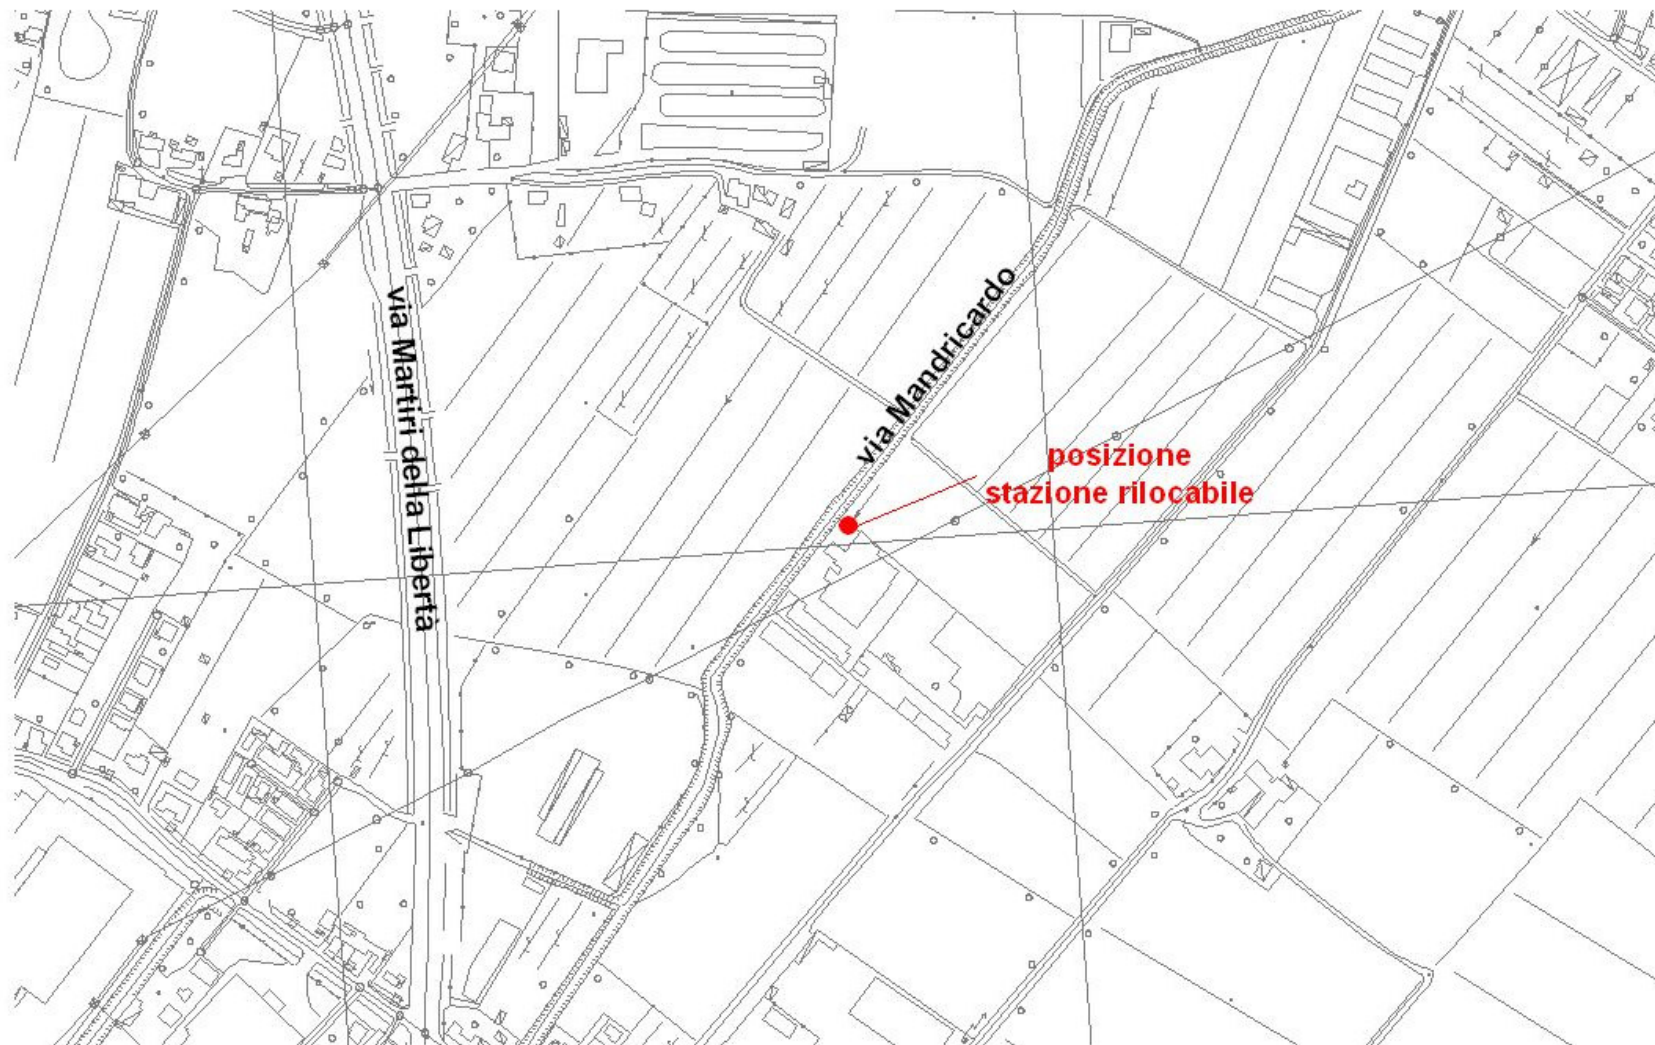 via Martiri della Libertà
via Mandricardo
posizione
stazione rilocabile